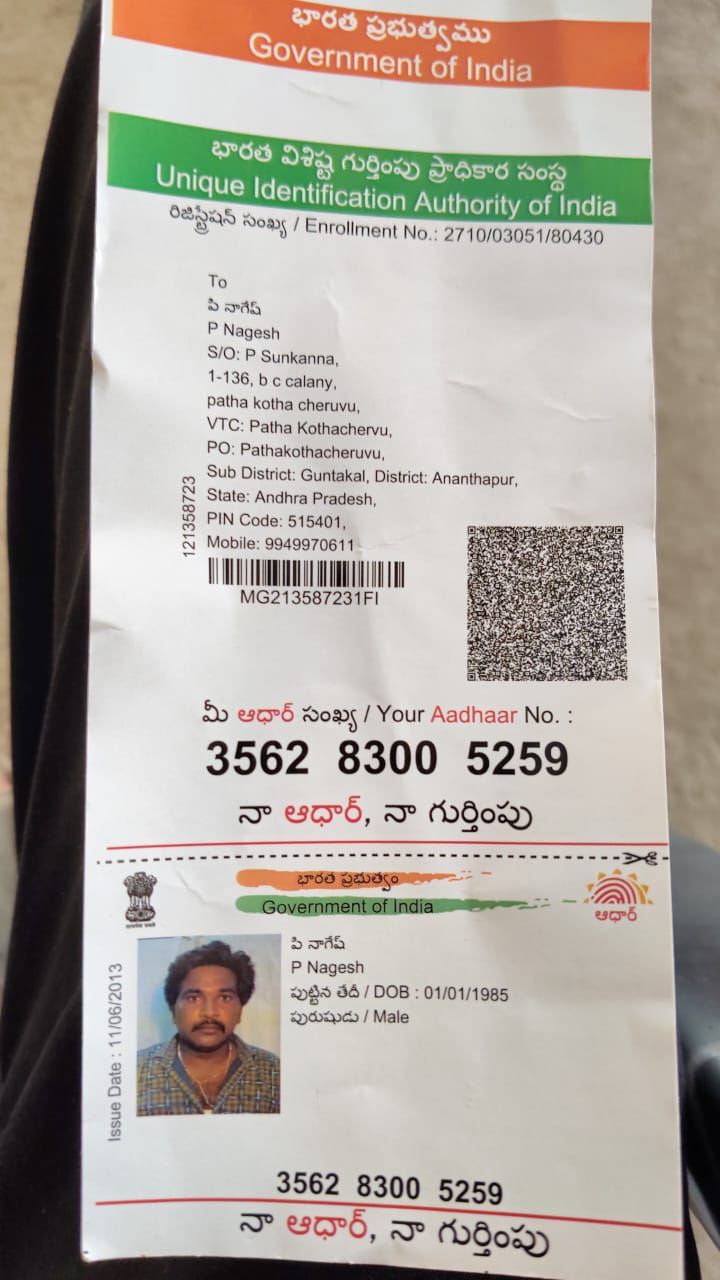 భారత ప్రభుత్వము
Government of India
భారత విశిష్ట గుర్తింపు ప్రాధికార సంస్థ
Unique Identification Authority of India
రిజిస్ట్రేషన్ సంఖ్య / Enrollment No.: 2710/03051/80430
To
పి నాగేష్
P Nagesh
S/O: P Sunkanna,
1-136, b c calany,
patha kotha cheruvu,
VTC: Patha Kothachervu,
PO: Pathakothacheruvu,
Sub District: Guntakal, District: Ananthapur,
State: Andhra Pradesh,
PIN Code: 515401,
Mobile: 9949970611
121358723
MG213587231FI
మీ ఆధార్ సంఖ్య / Your Aadhaar No. :
3562 8300 5259
నా ఆధార్, నా గుర్తింపు
భారత ప్రభుత్వం
Government of India
ఆధార్
పి నాగేష్
P Nagesh
పుట్టిన తేదీ / DOB : 01/01/1985
పురుషుడు / Male
Issue Date : 11/06/2013
3562 8300 5259
నా ఆధార్, నా గుర్తింపు